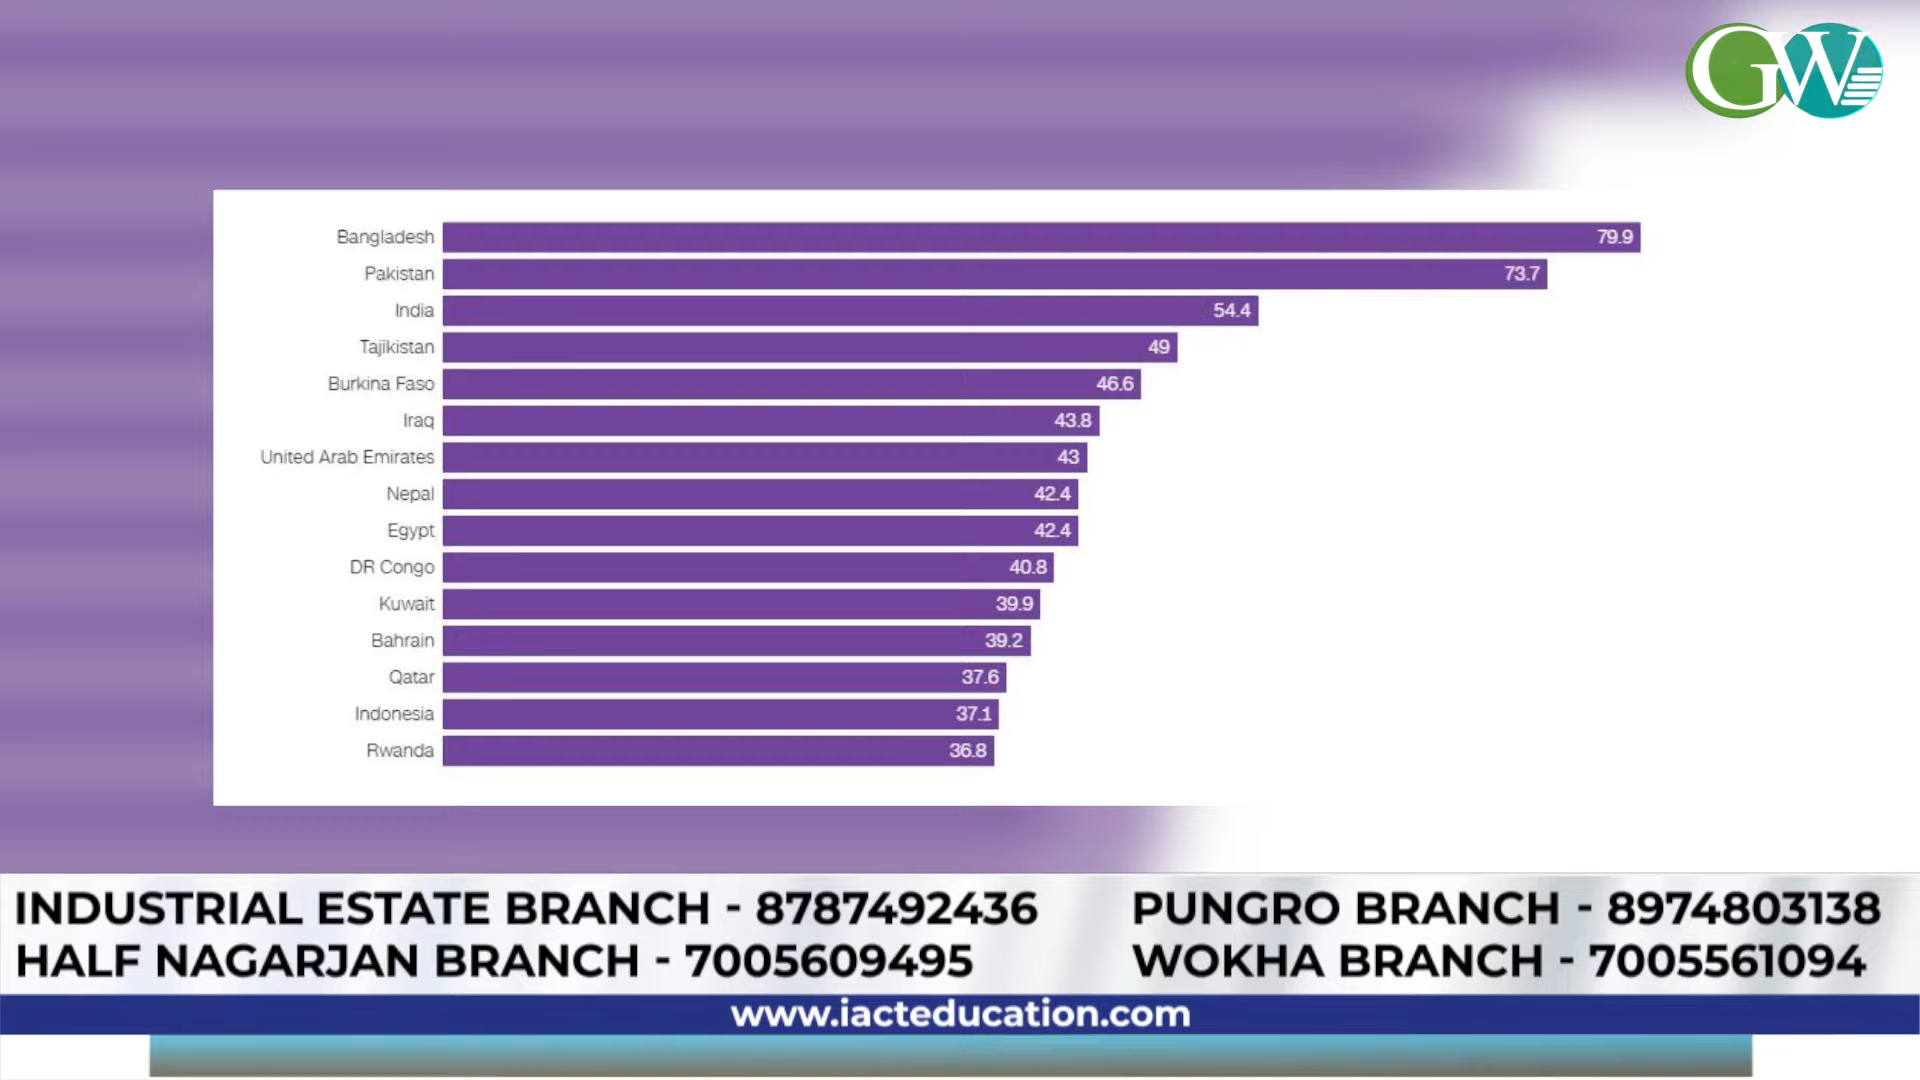 GW
Bangladesh 79.9
Pakistan 73.7
India 54.4
Tajikistan 49
Burkina Faso 46.6
Iraq 43.8
United Arab Emirates 43
Nepal 42.4
Egypt 42.4
DR Congo 40.8
Kuwait 39.9
Bahrain 39.2
Qatar 37.6
Indonesia 37.1
Rwanda 36.8
INDUSTRIAL ESTATE BRANCH - 8787492436 PUNGRO BRANCH - 8974803138
HALF NAGARJAN BRANCH - 7005609495 WOKHA BRANCH - 7005561094
www.iacteducation.com